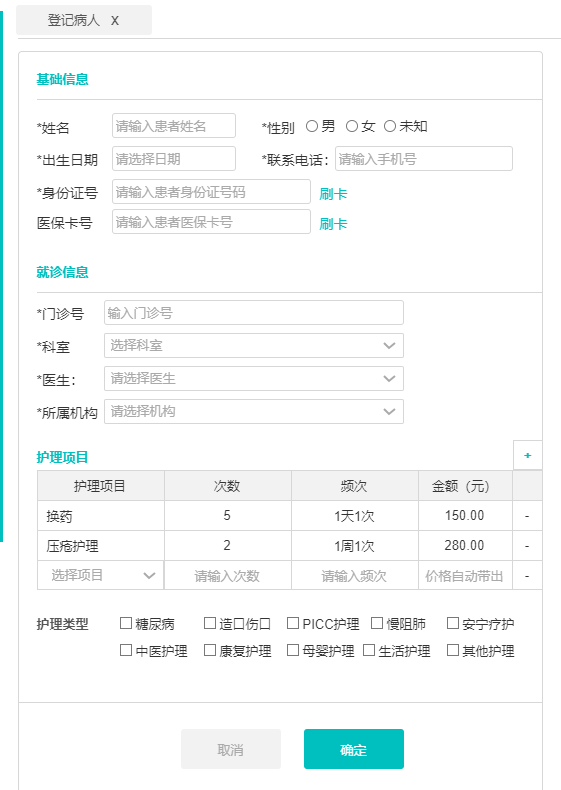 登记病人 X
基础信息
*姓名 请输入患者姓名 *性别 男 女 未知
*出生日期 请选择日期 *联系电话: 请输入手机号
*身份证号 请输入患者身份证号码 刷卡
医保卡号 请输入患者医保卡号 刷卡
就诊信息
*门诊号 输入门诊号
*科室 选择科室
*医生: 请选择医生
*所属机构 请选择机构
护理项目 +
护理项目 次数 频次 金额（元）
换药 5 1天1次 150.00 -
压疮护理 2 1周1次 280.00 -
选择项目 请输入次数 请输入频次 价格自动带出 -
护理类型 糖尿病 造口伤口 PICC护理 慢阻肺 安宁疗护
中医护理 康复护理 母婴护理 生活护理 其他护理
取消 确定